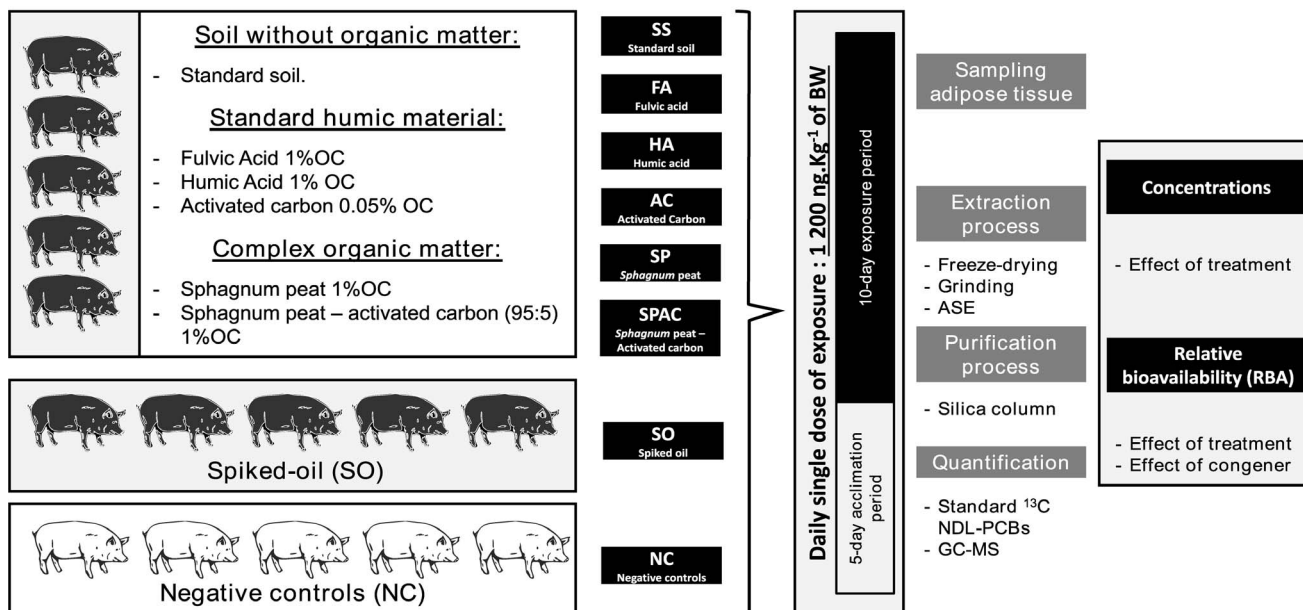 Soil without organic matter:
- Standard soil.
Standard humic material:
- Fulvic Acid 1%OC
- Humic Acid 1% OC
- Activated carbon 0.05% OC
Complex organic matter:
- Sphagnum peat 1%OC
- Sphagnum peat – activated carbon (95:5)
1%OC
Spiked-oil (SO)
Negative controls (NC)
SS
Standard soil
FA
Fulvic acid
HA
Humic acid
AC
Activated Carbon
SP
Sphagnum peat
SPAC
Sphagnum peat –
Activated carbon
SO
Spiked oil
NC
Negative controls
Daily single dose of exposure : 1 200 ng.Kg⁻¹ of BW
10-day exposure period
5-day acclimation
period
Sampling
adipose tissue
Extraction
process
- Freeze-drying
- Grinding
- ASE
Purification
process
- Silica column
Quantification
- Standard ¹³C
NDL-PCBs
- GC-MS
Concentrations
- Effect of treatment
Relative
bioavailability (RBA)
- Effect of treatment
- Effect of congener